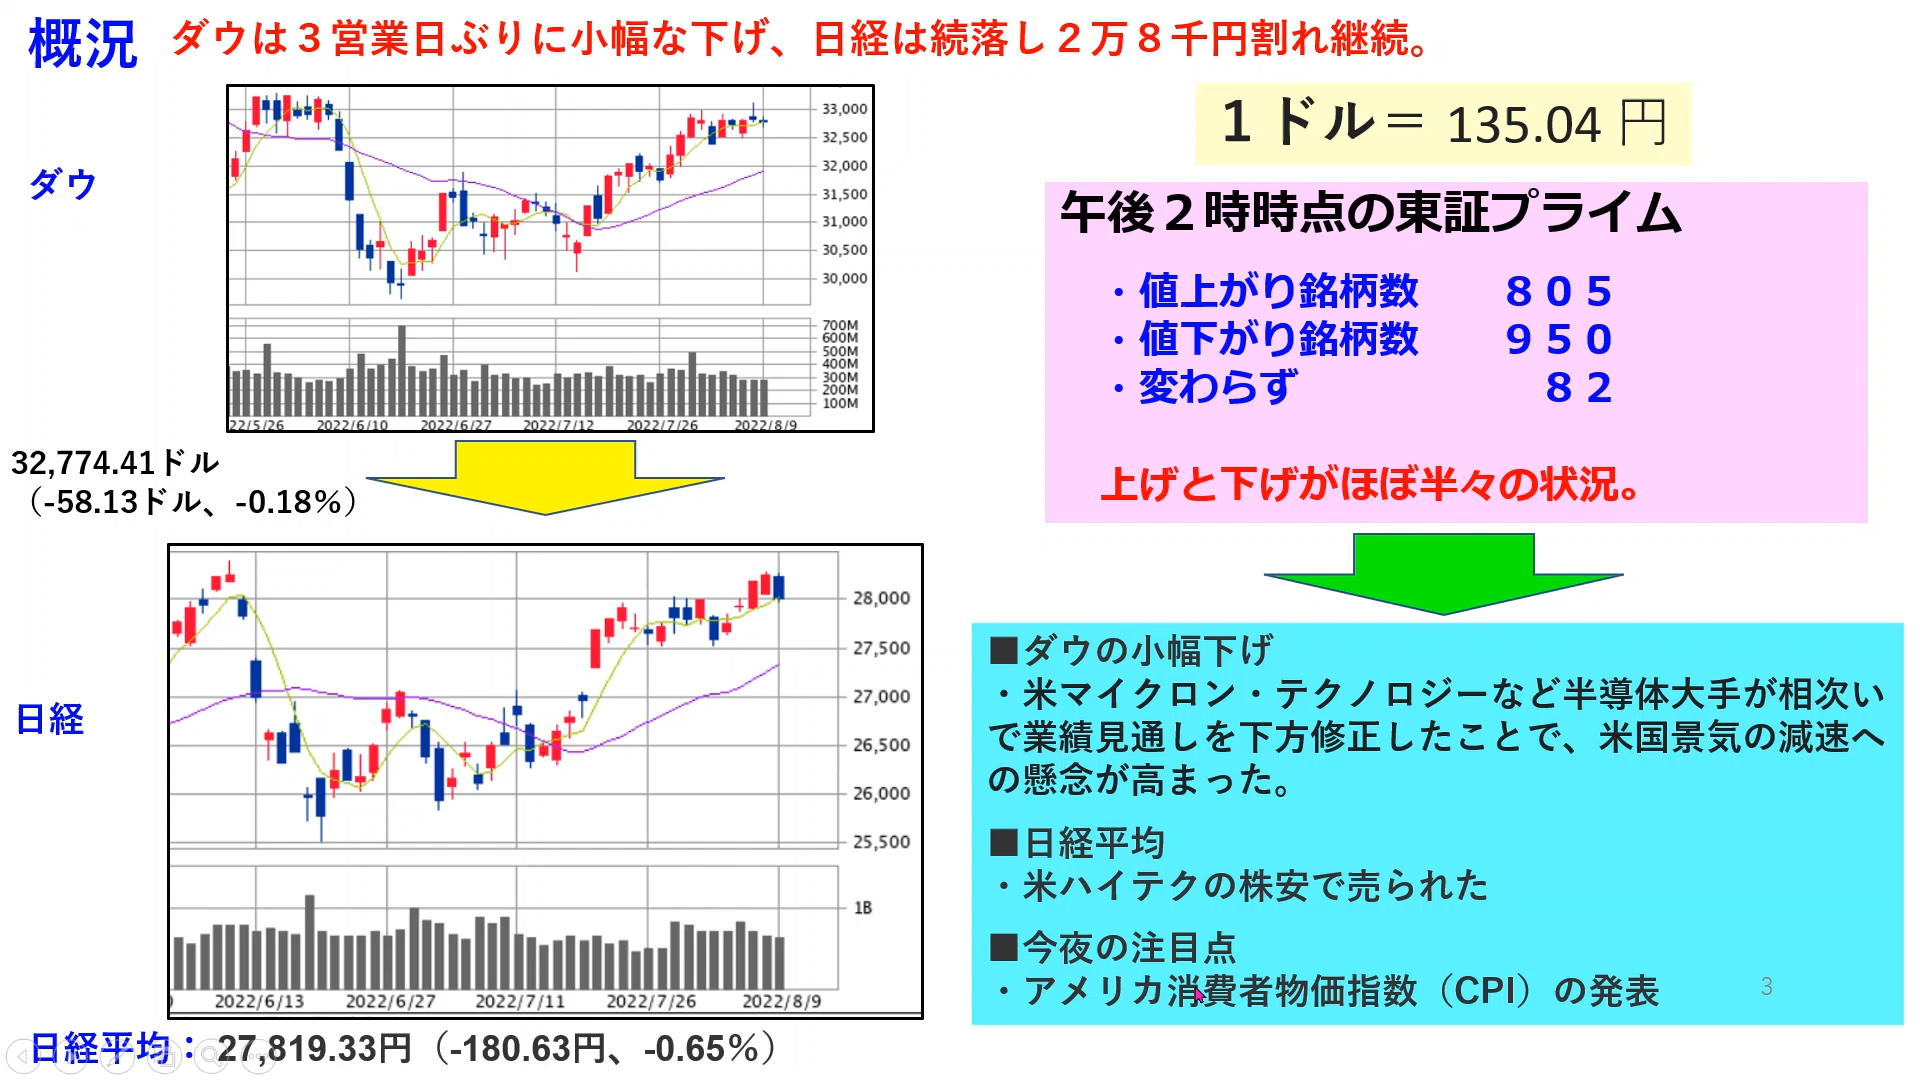 概況 ダウは３営業日ぶりに小幅な下げ、日経は続落し２万８千円割れ継続。
ダウ
33,000
32,500
32,000
31,500
31,000
30,500
30,000
700M
600M
500M
400M
300M
200M
100M
22/5/26 2022/6/10 2022/6/27 2022/7/12 2022/7/26 2022/8/9
32,774.41ドル
（-58.13ドル、-0.18%）
日経
28,000
27,500
27,000
26,500
26,000
25,500
1B
2022/6/13 2022/6/27 2022/7/11 2022/7/26 2022/8/9
日経平均： 27,819.33円（-180.63円、-0.65％）
１ドル＝ 135.04 円
午後２時時点の東証プライム
・値上がり銘柄数 ８０５
・値下がり銘柄数 ９５０
・変わらず ８２
上げと下げがほぼ半々の状況。
■ダウの小幅下げ
・米マイクロン・テクノロジーなど半導体大手が相次い
で業績見通しを下方修正したことで、米国景気の減速へ
の懸念が高まった。
■日経平均
・米ハイテクの株安で売られた
■今夜の注目点
・アメリカ消費者物価指数（CPI）の発表
3